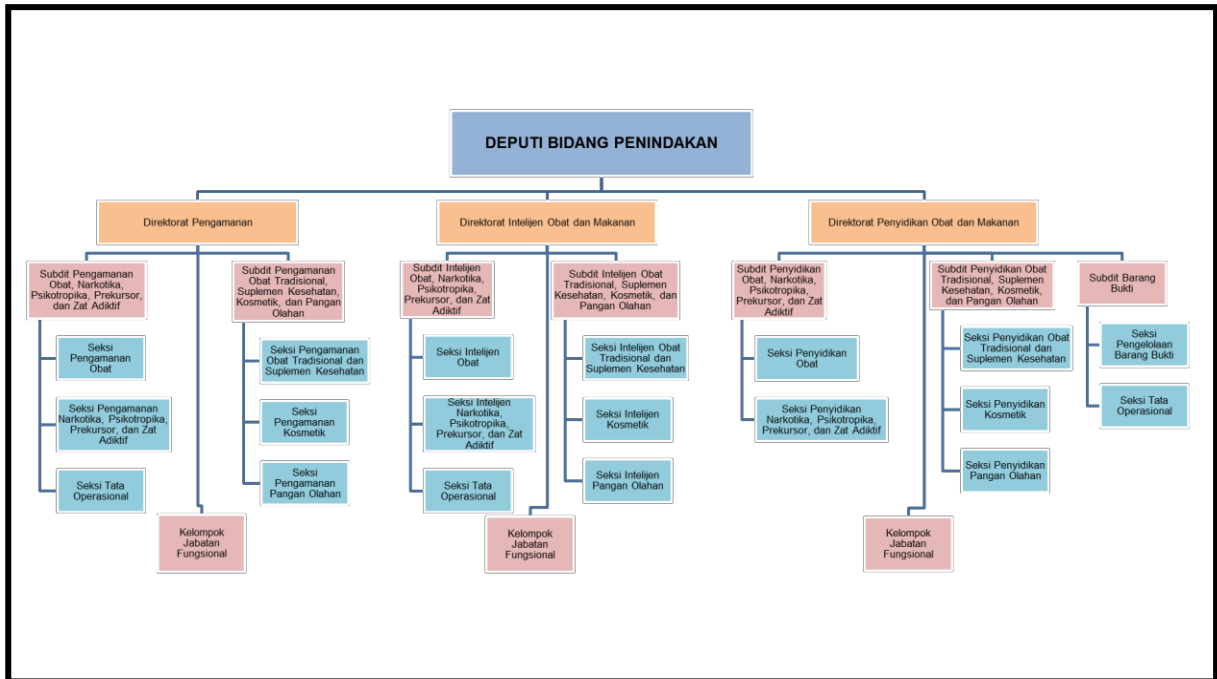 DEPUTI BIDANG PENINDAKAN
Direktorat Pengamanan
Direktorat Intelijen Obat dan Makanan
Direktorat Penyidikan Obat dan Makanan
Subdit Pengamanan
Obat, Narkotika,
Psikotropika, Prekursor,
dan Zat Adiktif
Seksi
Pengamanan
Obat
Seksi Pengamanan
Narkotika, Psikotropika,
Prekursor, dan Zat
Adiktif
Seksi Tata
Operasional
Subdit Pengamanan
Obat Tradisional,
Suplemen Kesehatan,
Kosmetik, dan Pangan
Olahan
Seksi Pengamanan
Obat Tradisional dan
Suplemen Kesehatan
Seksi
Pengamanan
Kosmetik
Seksi
Pengamanan
Pangan Olahan
Kelompok
Jabatan
Fungsional
Subdit Intelijen
Obat, Narkotika,
Psikotropika,
Prekursor, dan Zat
Adiktif
Seksi Intelijen
Obat
Seksi Intelijen
Narkotika,
Psikotropika,
Prekursor, dan Zat
Adiktif
Seksi Tata
Operasional
Subdit Intelijen Obat
Tradisional, Suplemen
Kesehatan, Kosmetik, dan
Pangan Olahan
Seksi Intelijen Obat
Tradisional dan
Suplemen Kesehatan
Seksi Intelijen
Kosmetik
Seksi Intelijen
Pangan Olahan
Kelompok
Jabatan
Fungsional
Subdit Penyidikan
Obat, Narkotika,
Psikotropika,
Prekursor, dan Zat
Adiktif
Seksi Penyidikan
Obat
Seksi Penyidikan
Narkotika, Psikotropika,
Prekursor, dan Zat Adiktif
Subdit Penyidikan Obat
Tradisional, Suplemen
Kesehatan, Kosmetik,
dan Pangan Olahan
Seksi Penyidikan Obat
Tradisional dan
Suplemen Kesehatan
Seksi Penyidikan
Kosmetik
Seksi Penyidikan
Pangan Olahan
Subdit Barang
Bukti
Seksi
Pengelolaan
Barang Bukti
Seksi Tata
Operasional
Kelompok
Jabatan
Fungsional